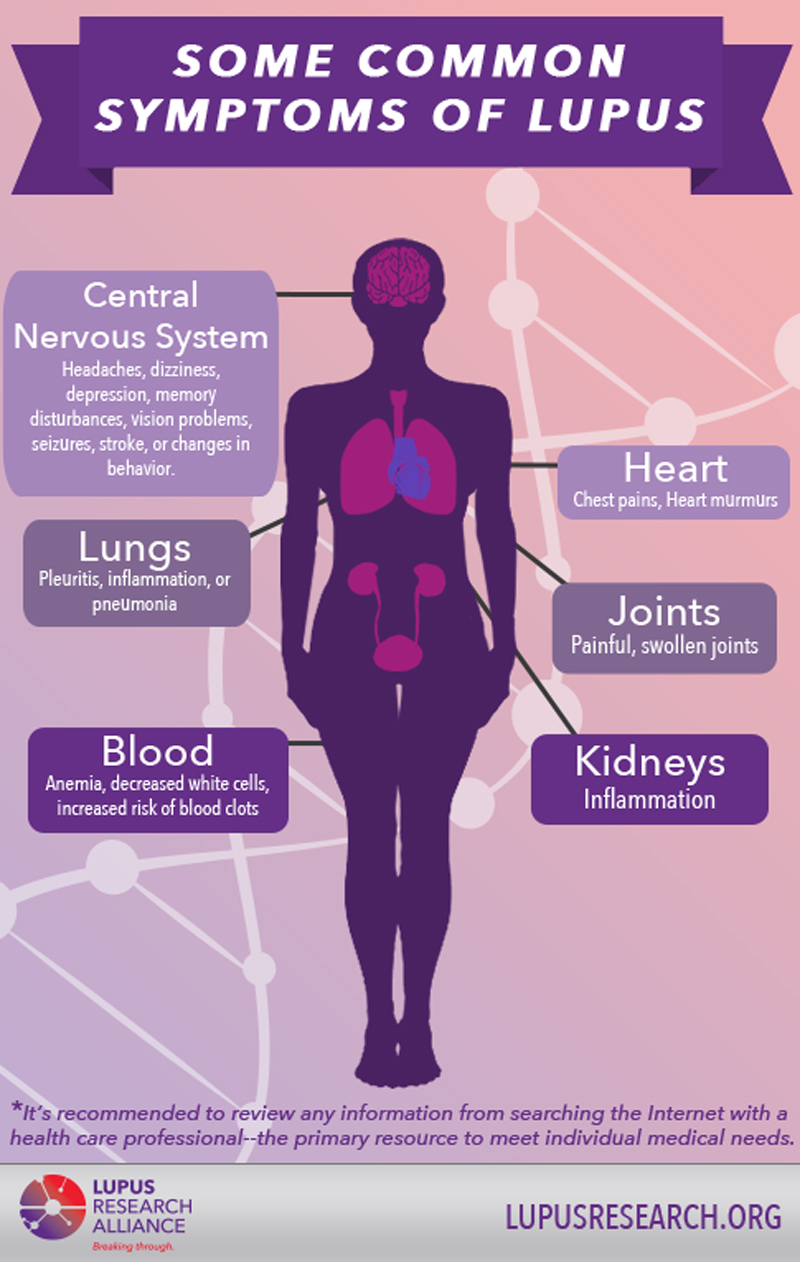 SOME COMMON
SYMPTOMS OF LUPUS
Central
Nervous System
Headaches, dizziness,
depression, memory
disturbances, vision problems,
seizures, stroke, or changes in
behavior.
Heart
Chest pains, Heart murmurs
Lungs
Pleuritis, inflammation, or
pneumonia
Joints
Painful, swollen joints
Blood
Anemia, decreased white cells,
increased risk of blood clots
Kidneys
Inflammation
*It's recommended to review any information from searching the Internet with a
health care professional--the primary resource to meet individual medical needs.
LUPUS
RESEARCH
ALLIANCE
Breaking through.
LUPUSRESEARCH.ORG